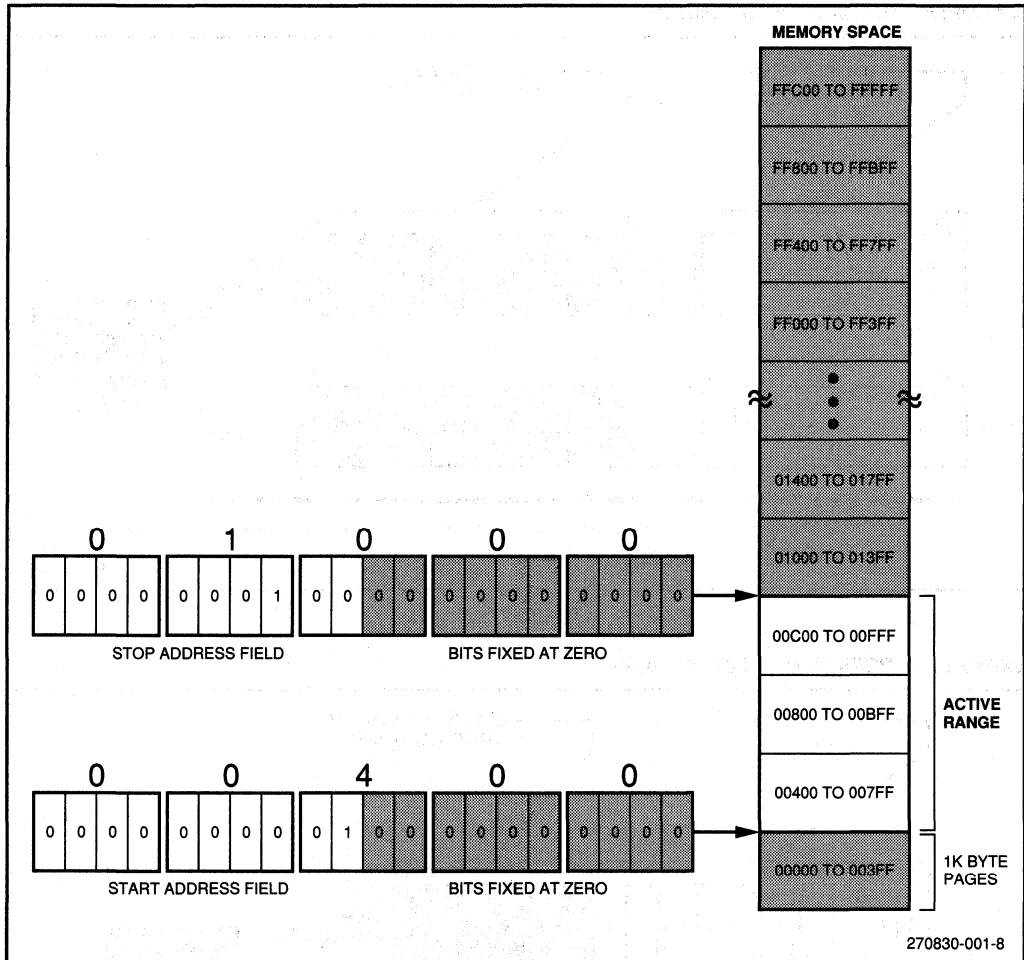 MEMORY SPACE
FFC00 TO FFFFF
FF800 TO FFBFF
FF400 TO FF7FF
FF000 TO FF3FF
01400 TO 017FF
01000 TO 013FF
0 1 0 0 0
0 0 0 0 0 0 0 1 0 0 0 0 0 0 0 0 0 0 0 0
STOP ADDRESS FIELD BITS FIXED AT ZERO
00C00 TO 00FFF
00800 TO 00BFF
00400 TO 007FF
ACTIVE
RANGE
0 0 4 0 0
0 0 0 0 0 0 0 0 0 1 0 0 0 0 0 0 0 0 0 0
START ADDRESS FIELD BITS FIXED AT ZERO
00000 TO 003FF
1K BYTE
PAGES
270830-001-8